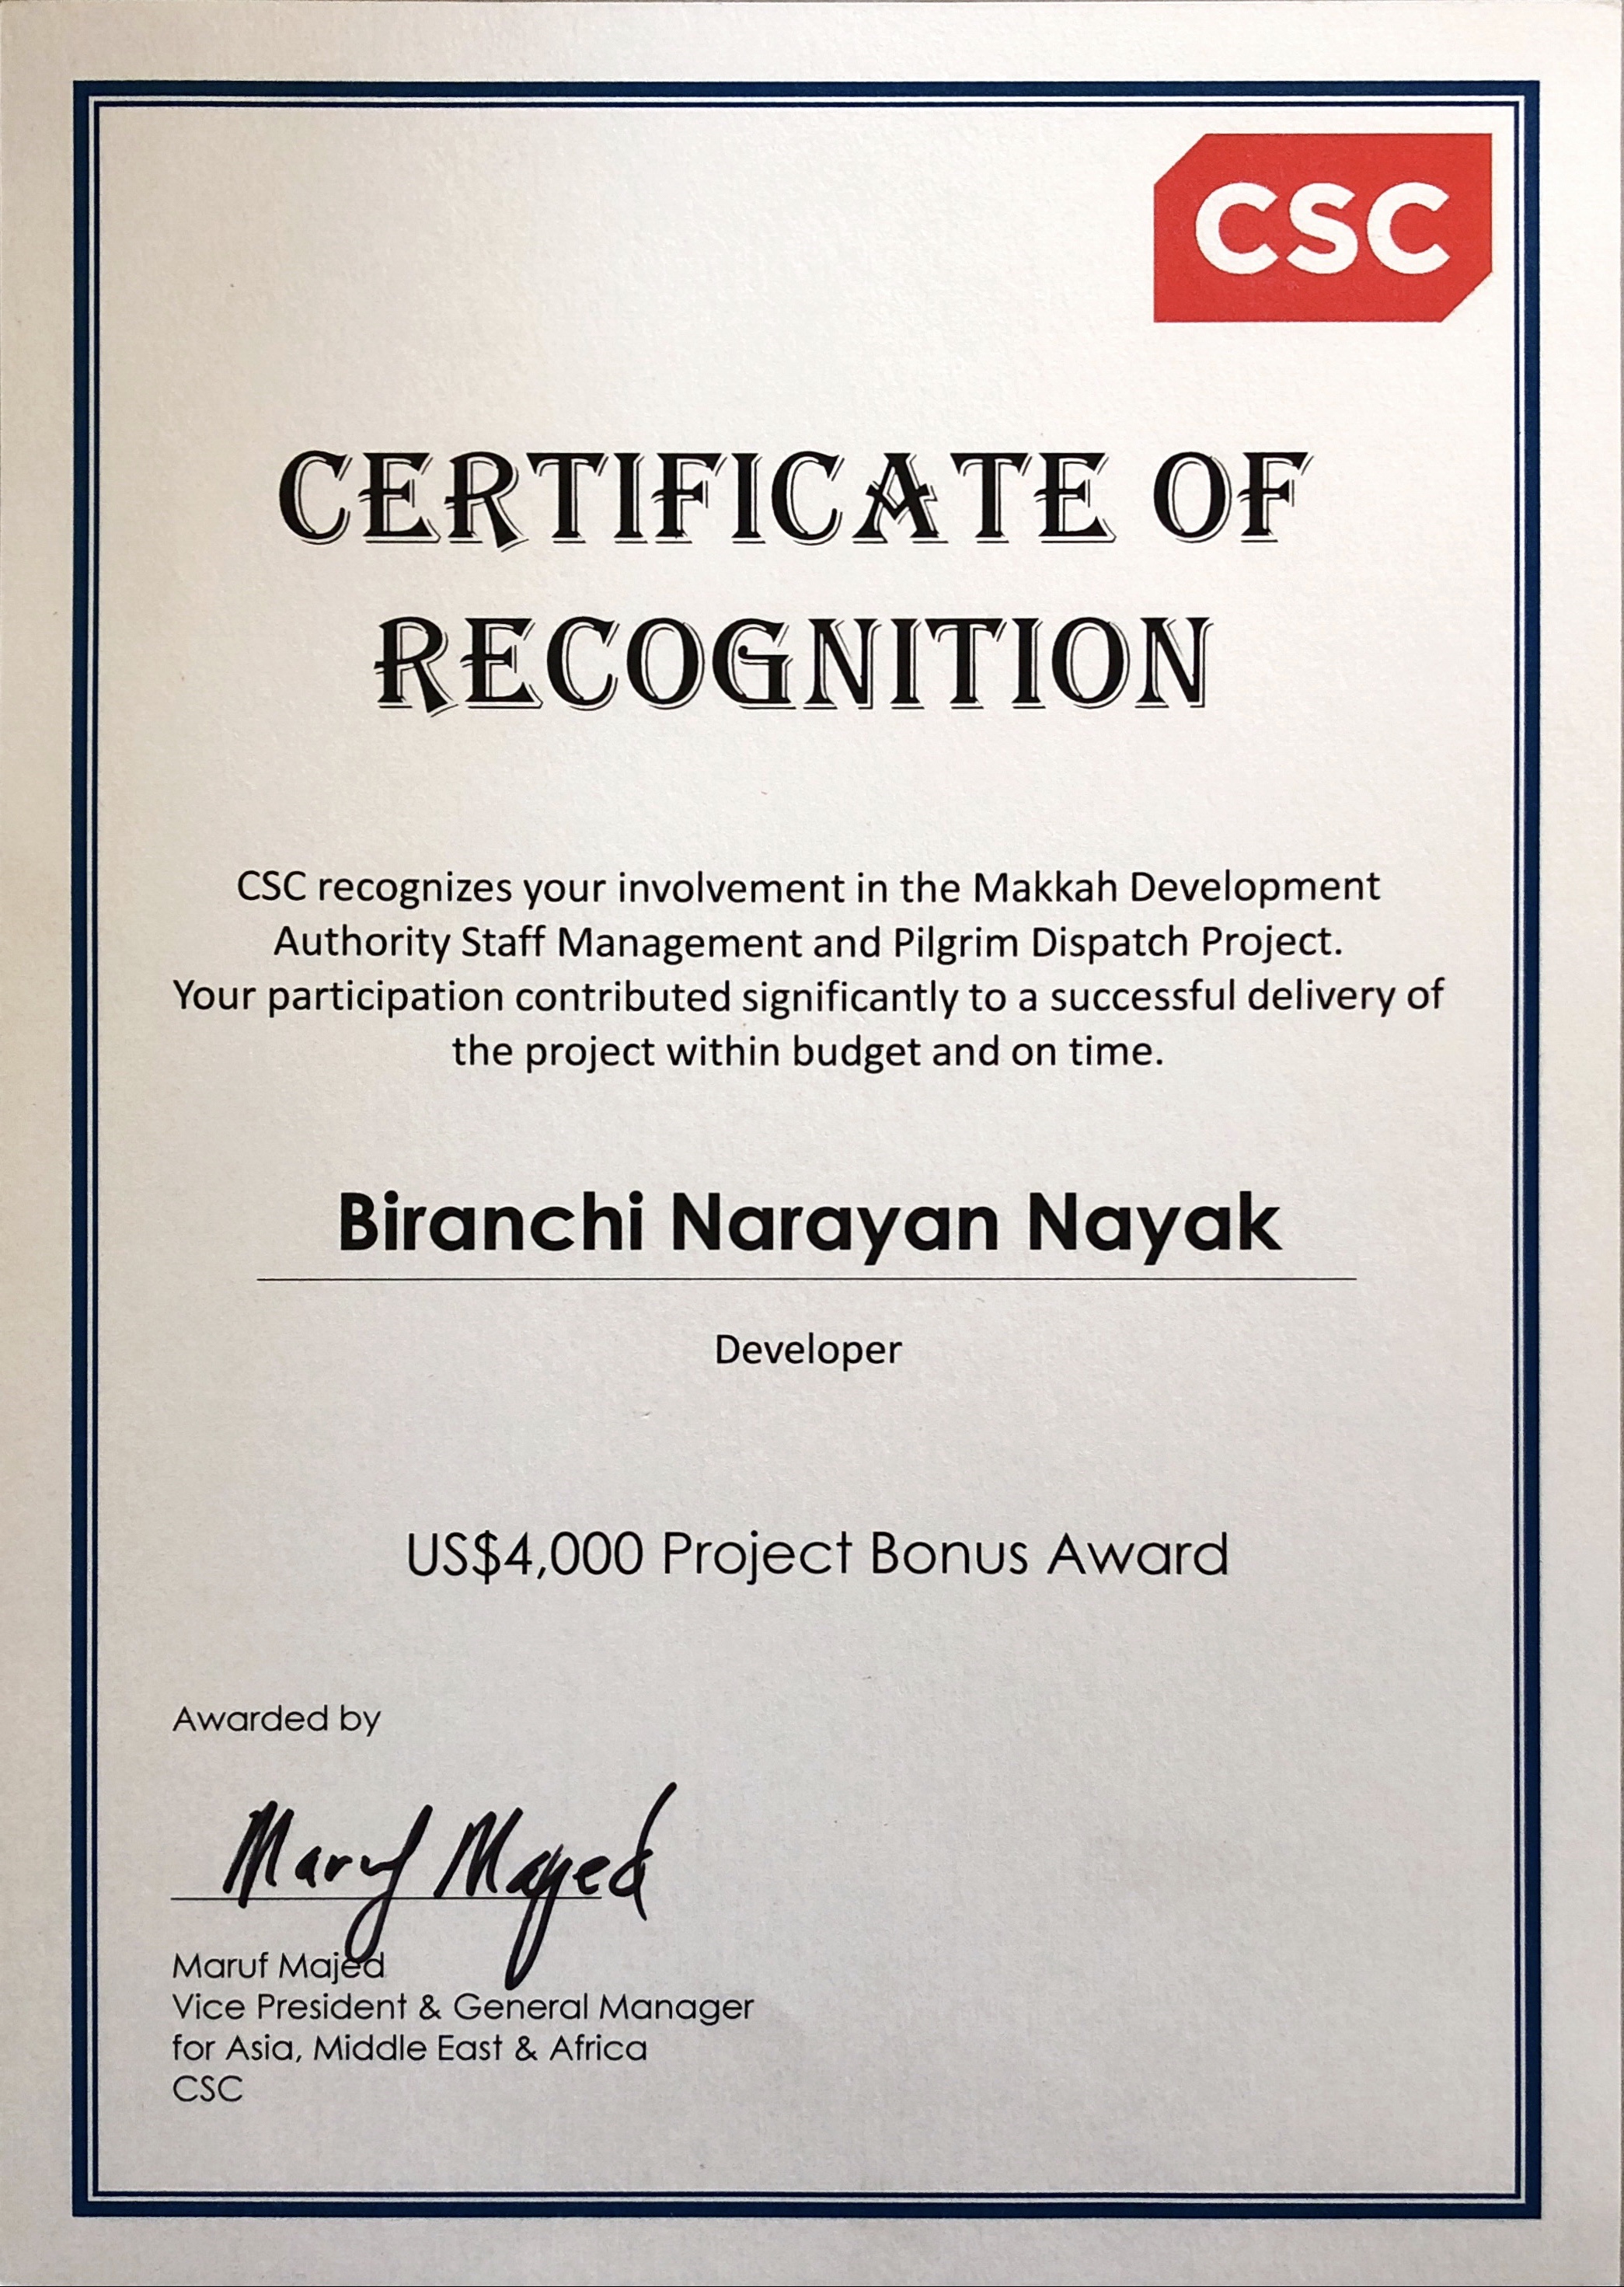 CSC
CERTIFICATE OF
RECOGNITION
CSC recognizes your involvement in the Makkah Development
Authority Staff Management and Pilgrim Dispatch Project.
Your participation contributed significantly to a successful delivery of
the project within budget and on time.
Biranchi Narayan Nayak
Developer
US$4,000 Project Bonus Award
Awarded by
Maruf Majed
Maruf Majed
Vice President & General Manager
for Asia, Middle East & Africa
CSC